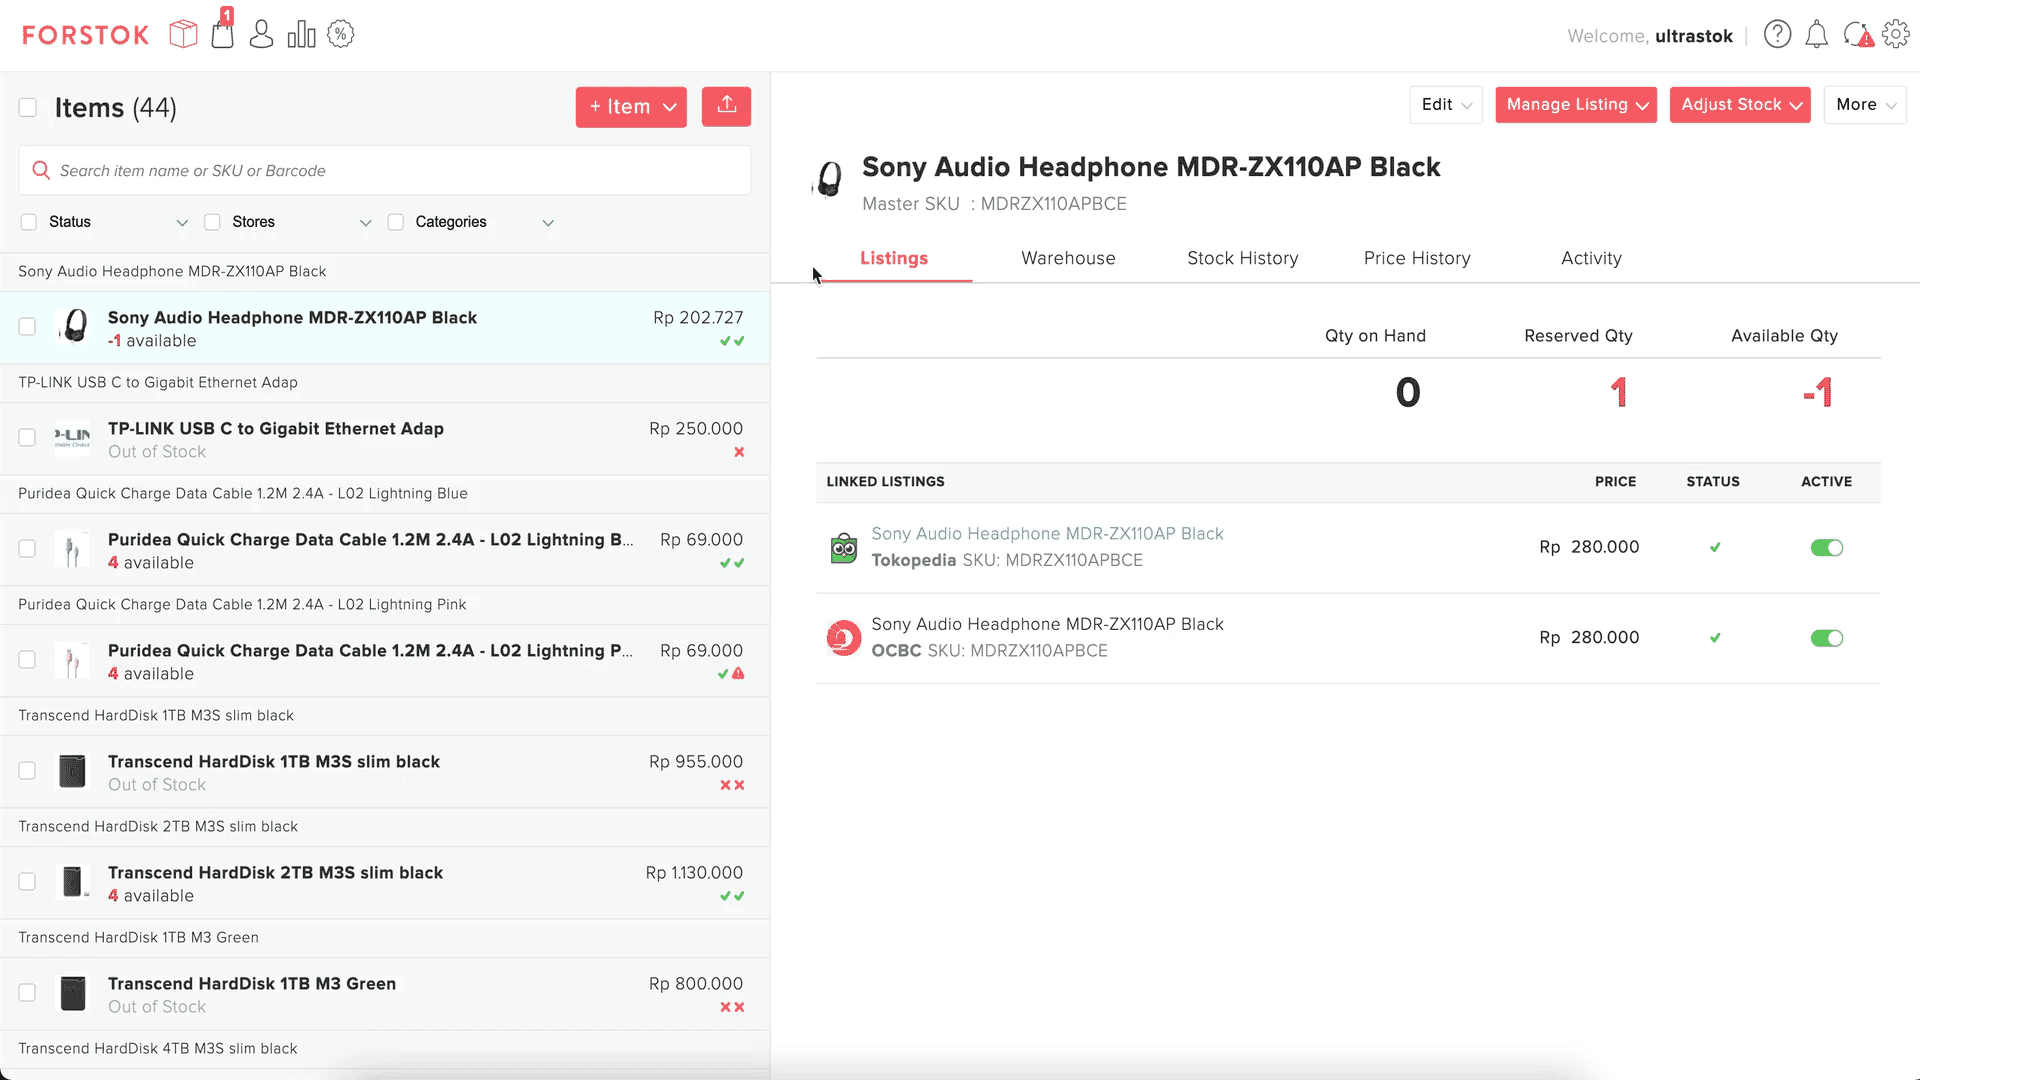 FORSTOK
1
%
Welcome, ultrastok
?
Items (44)
+ Item
Search item name or SKU or Barcode
Status
Stores
Categories
Sony Audio Headphone MDR-ZX110AP Black
Sony Audio Headphone MDR-ZX110AP Black
Rp 202.727
-1 available
TP-LINK USB C to Gigabit Ethernet Adap
TP-LINK USB C to Gigabit Ethernet Adap
Rp 250.000
Out of Stock
Puridea Quick Charge Data Cable 1.2M 2.4A - L02 Lightning Blue
Puridea Quick Charge Data Cable 1.2M 2.4A - L02 Lightning B...
Rp 69.000
4 available
Puridea Quick Charge Data Cable 1.2M 2.4A - L02 Lightning Pink
Puridea Quick Charge Data Cable 1.2M 2.4A - L02 Lightning P...
Rp 69.000
4 available
Transcend HardDisk 1TB M3S slim black
Transcend HardDisk 1TB M3S slim black
Rp 955.000
Out of Stock
Transcend HardDisk 2TB M3S slim black
Transcend HardDisk 2TB M3S slim black
Rp 1.130.000
4 available
Transcend HardDisk 1TB M3 Green
Transcend HardDisk 1TB M3 Green
Rp 800.000
Out of Stock
Transcend HardDisk 4TB M3S slim black
Edit
Manage Listing
Adjust Stock
More
Sony Audio Headphone MDR-ZX110AP Black
Master SKU : MDRZX110APBCE
Listings
Warehouse
Stock History
Price History
Activity
Qty on Hand
Reserved Qty
Available Qty
0
1
-1
LINKED LISTINGS
PRICE
STATUS
ACTIVE
Sony Audio Headphone MDR-ZX110AP Black
Tokopedia SKU: MDRZX110APBCE
Rp 280.000
Sony Audio Headphone MDR-ZX110AP Black
OCBC SKU: MDRZX110APBCE
Rp 280.000